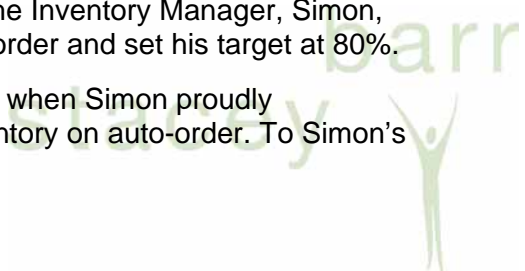 he Inventory Manager, Simon,
order and set his target at 80%.
barr
when Simon proudly
stacey
ntory on auto-order. To Simon's